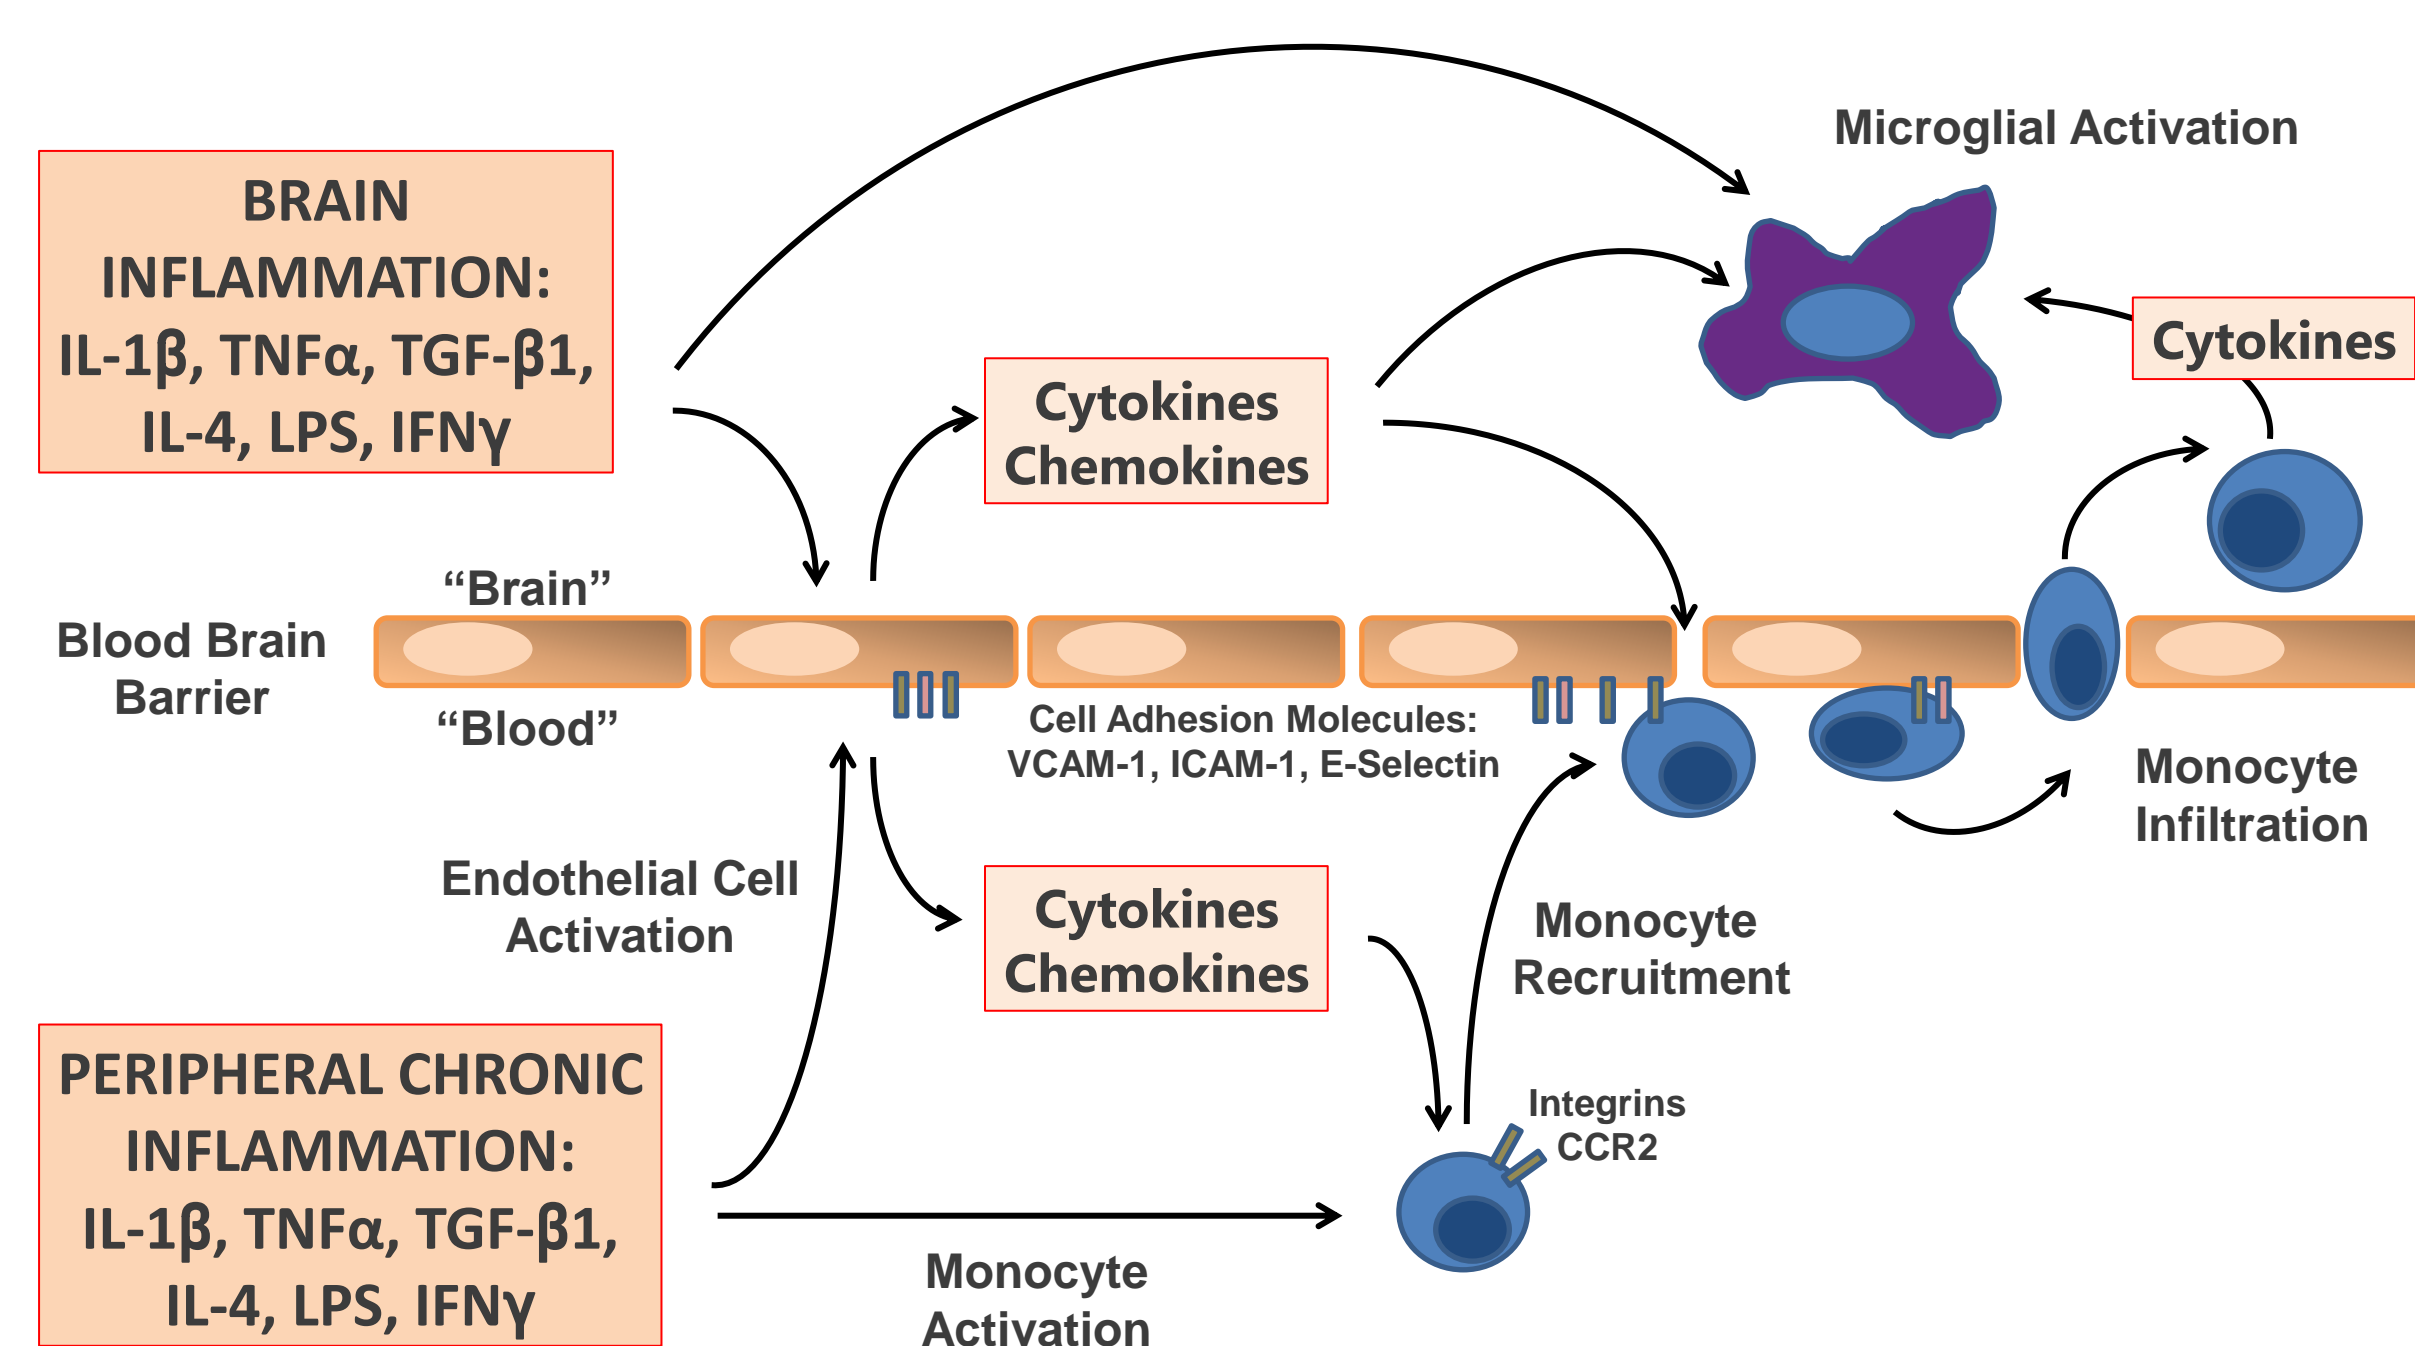 Microglial Activation
BRAIN
INFLAMMATION:
IL-1β, TNFα, TGF-β1,
IL-4, LPS, IFNγ
Cytokines
Chemokines
Cytokines
“Brain”
Blood Brain
Barrier
“Blood”
Cell Adhesion Molecules:
VCAM-1, ICAM-1, E-Selectin
Monocyte
Infiltration
Endothelial Cell
Activation
Cytokines
Chemokines
Monocyte
Recruitment
PERIPHERAL CHRONIC
INFLAMMATION:
IL-1β, TNFα, TGF-β1,
IL-4, LPS, IFNγ
Integrins
CCR2
Monocyte
Activation